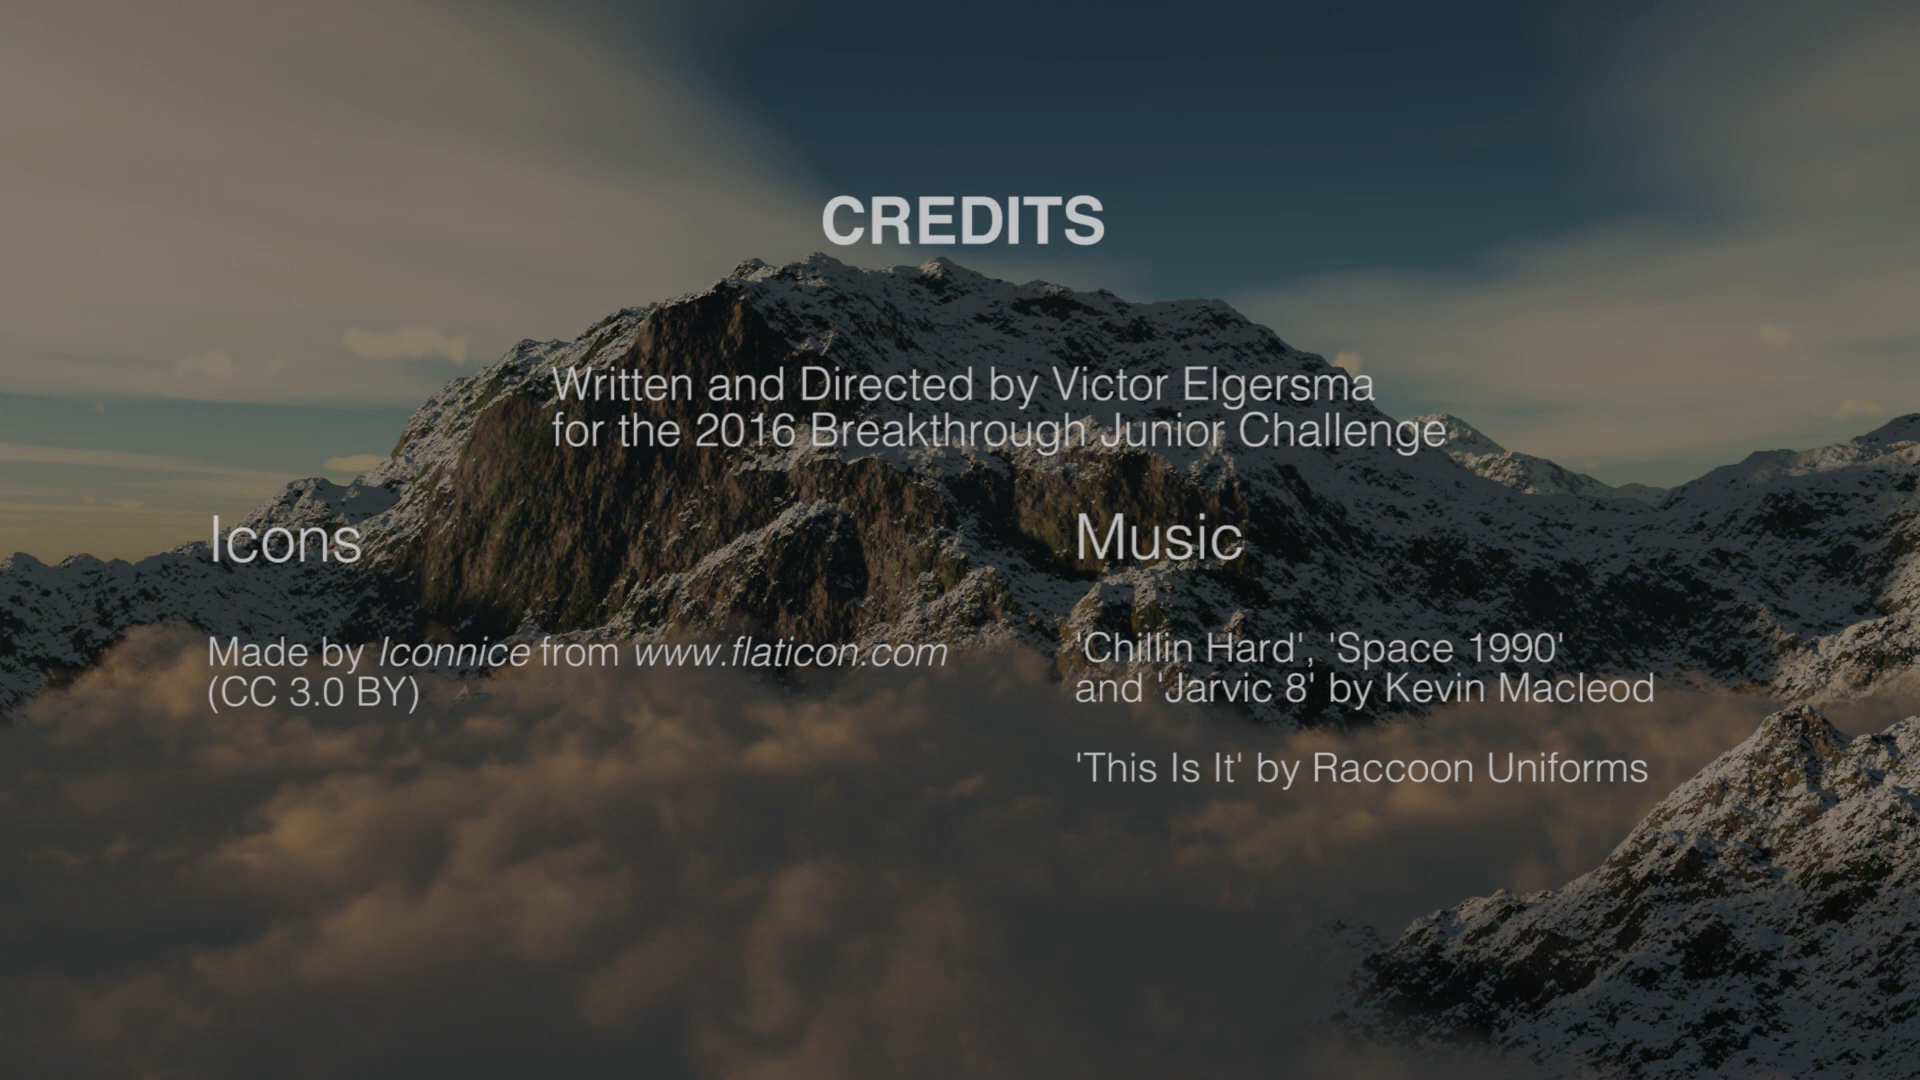 CREDITS
Written and Directed by Victor Elgersma
for the 2016 Breakthrough Junior Challenge
Icons
Made by Iconnice from www.flaticon.com
(CC 3.0 BY)
Music
'Chillin Hard', 'Space 1990'
and 'Jarvic 8' by Kevin Macleod
'This Is It' by Raccoon Uniforms